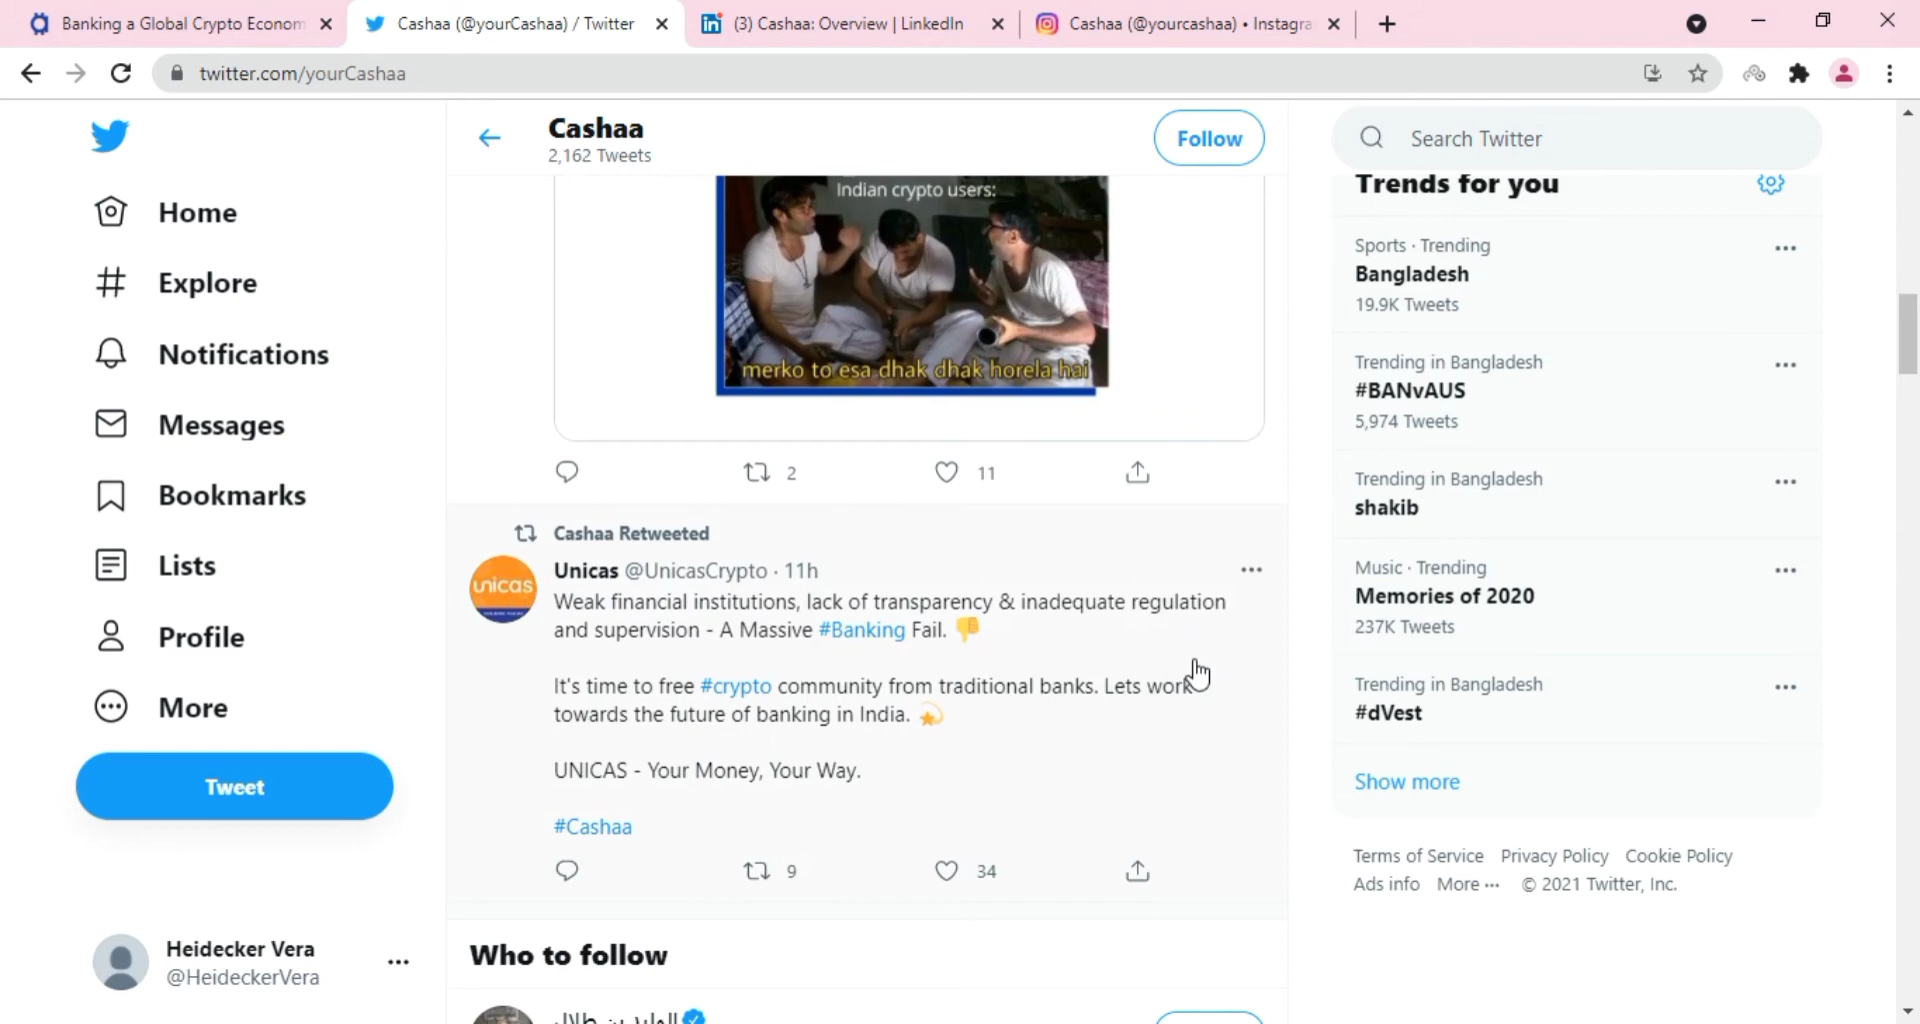 Banking a Global Crypto Econom
Cashaa (@yourCashaa) / Twitter
(3) Cashaa: Overview | LinkedIn
Cashaa (@yourcashaa) • Instagra
twitter.com/yourCashaa
Home
Explore
Notifications
Messages
Bookmarks
Lists
Profile
More
Tweet
Heidecker Vera
@HeideckerVera
Cashaa
2,162 Tweets
Follow
Indian crypto users:
merko to esa dhak dhak horela hai
2
11
Cashaa Retweeted
unicas
Unicas @UnicasCrypto · 11h
Weak financial institutions, lack of transparency & inadequate regulation
and supervision - A Massive #Banking Fail. 👎
It's time to free #crypto community from traditional banks. Lets work
towards the future of banking in India. 💫
UNICAS - Your Money, Your Way.
#Cashaa
9
34
Who to follow
Search Twitter
Trends for you
Sports · Trending
Bangladesh
19.9K Tweets
Trending in Bangladesh
#BANvAUS
5,974 Tweets
Trending in Bangladesh
shakib
Music · Trending
Memories of 2020
237K Tweets
Trending in Bangladesh
#dVest
Show more
Terms of Service Privacy Policy Cookie Policy
Ads info More ··· © 2021 Twitter, Inc.